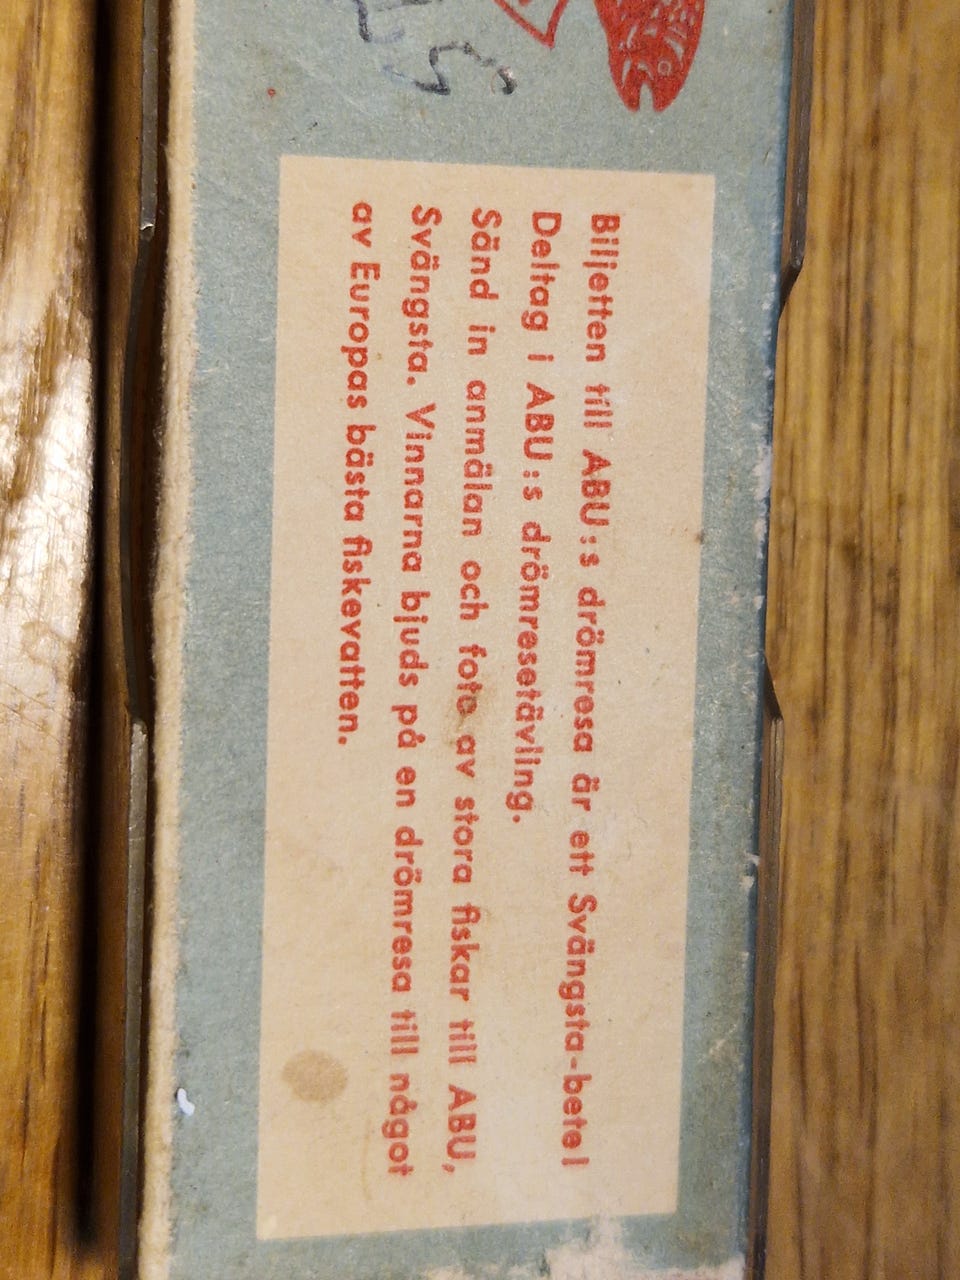 Biljetten till ABU:s drömresa är ett Svängsta-bete!
Deltag i ABU:s drömresetävling.
Sänd in anmälan och foto av stora fiskar till ABU,
Svängsta. Vinnarna bjuds på en drömresa till något
av Europas bästa fiskevatten.